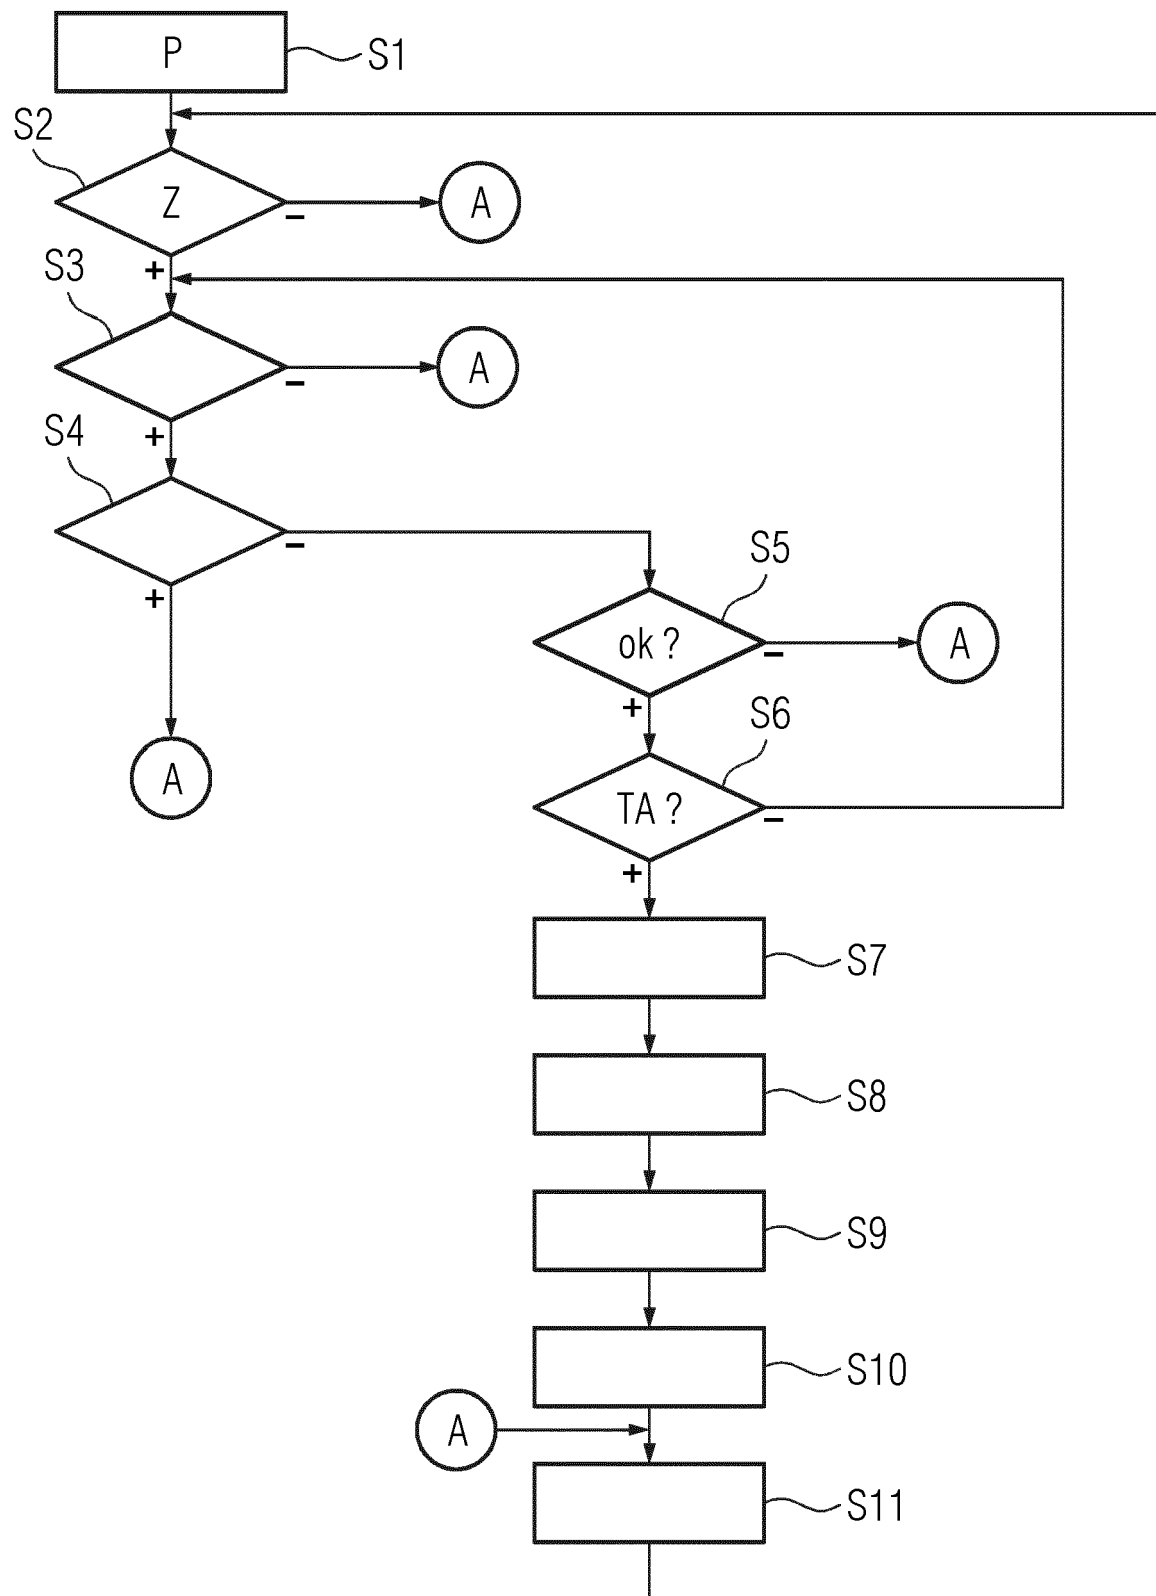 P
S1
S2
Z
-
A
+
S3
-
A
+
S4
-
+
S5
ok?
-
A
+
S6
TA?
-
+
A
S7
S8
S9
S10
A
S11